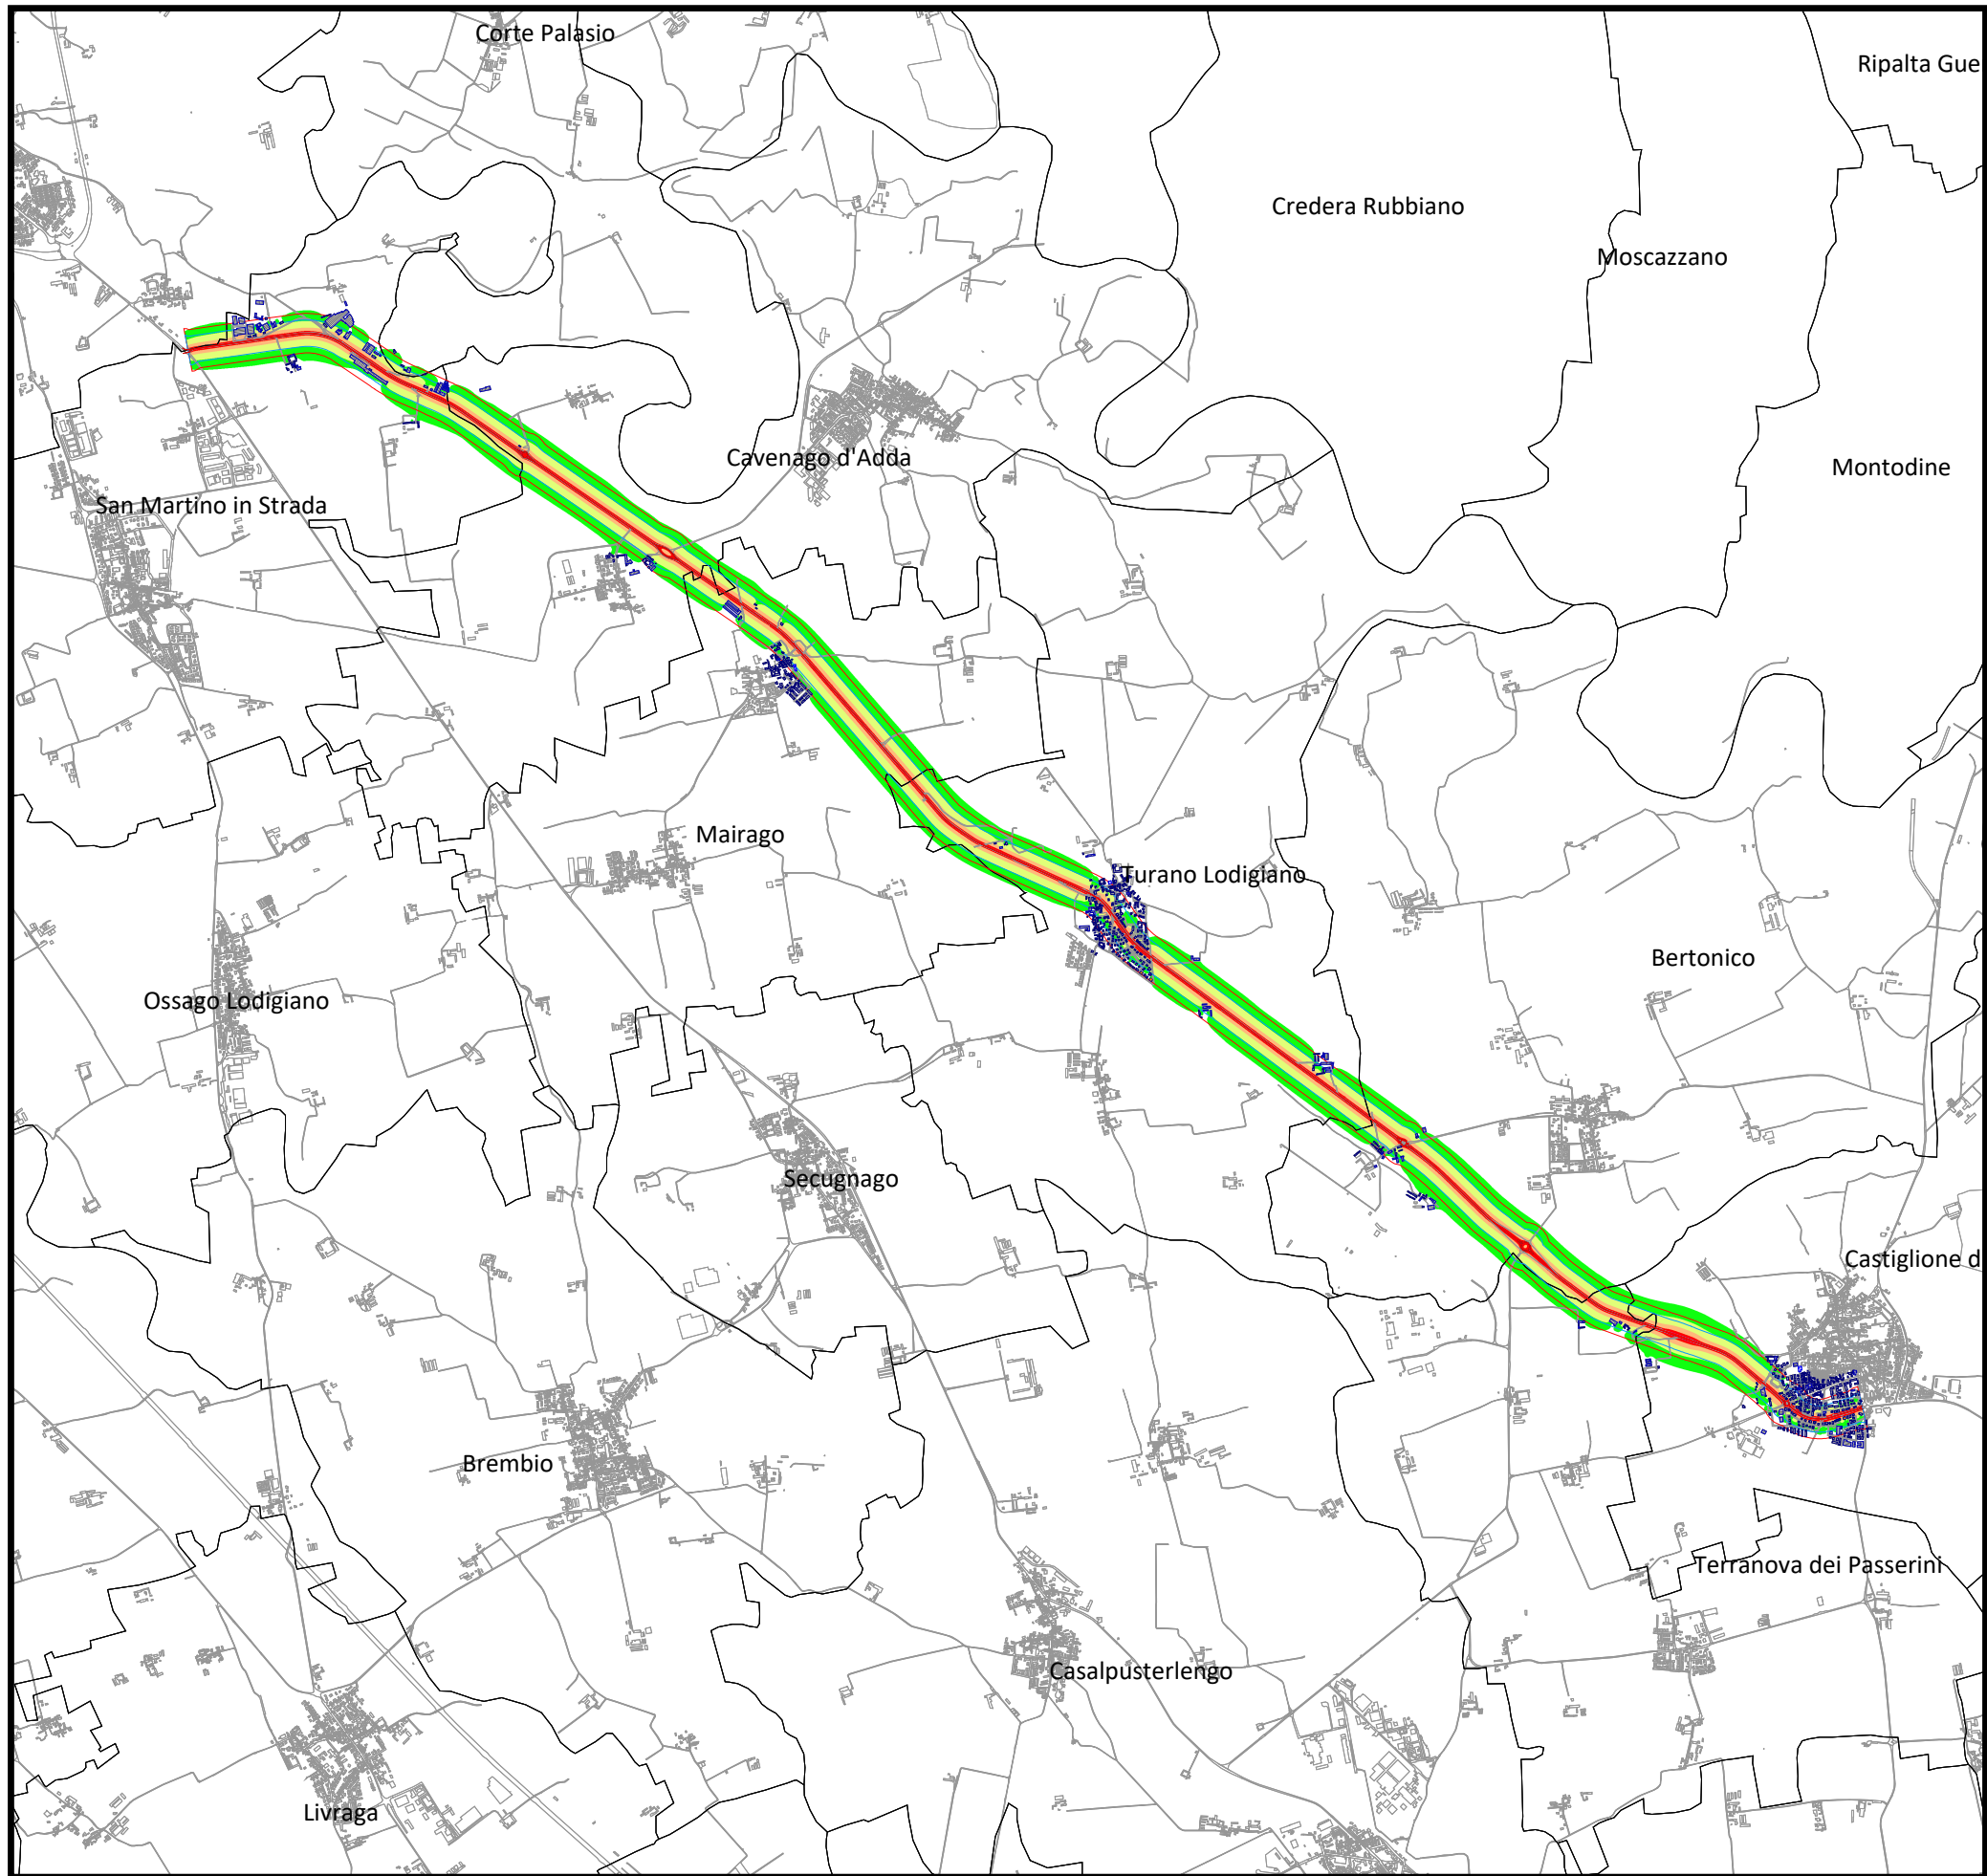 Corte Palasio
Ripalta Gue
Credera Rubbiano
Moscazzano
Cavenago d'Adda
Montodine
San Martino in Strada
Mairago
Turano Lodigiano
Bertonico
Ossago Lodigiano
Secugnago
Castiglione d
Brembio
Terranova dei Passerini
Casalpusterlengo
Livraga